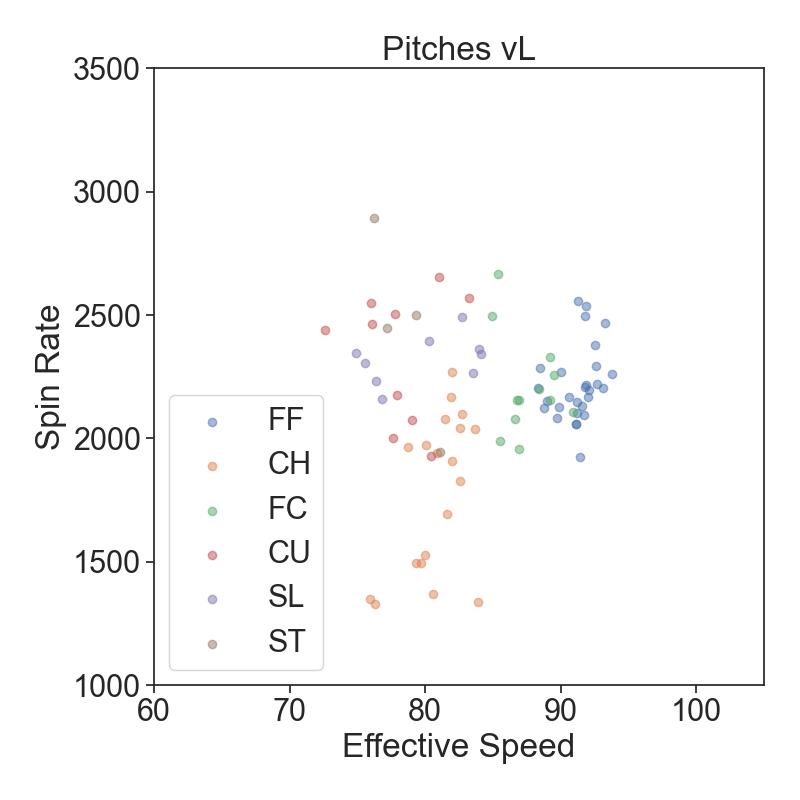 Pitches vL
3500
3000
2500
2000
1500
1000
Spin Rate
FF
CH
FC
CU
SL
ST
60
70
80
90
100
Effective Speed